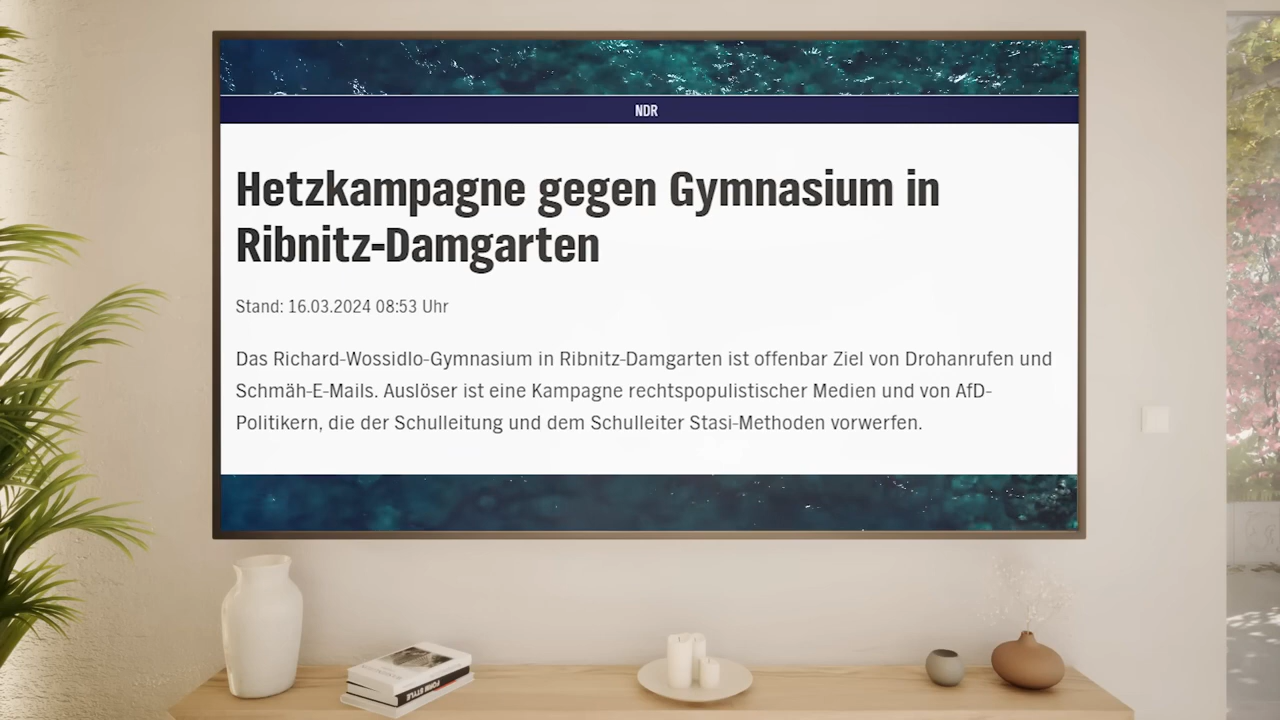 NDR
Hetzkampagne gegen Gymnasium in
Ribnitz-Damgarten
Stand: 16.03.2024 08:53 Uhr
Das Richard-Wossidlo-Gymnasium in Ribnitz-Damgarten ist offenbar Ziel von Drohanrufen und
Schmäh-E-Mails. Auslöser ist eine Kampagne rechtspopulistischer Medien und von AfD-
Politikern, die der Schulleitung und dem Schulleiter Stasi-Methoden vorwerfen.
FORM STYLE